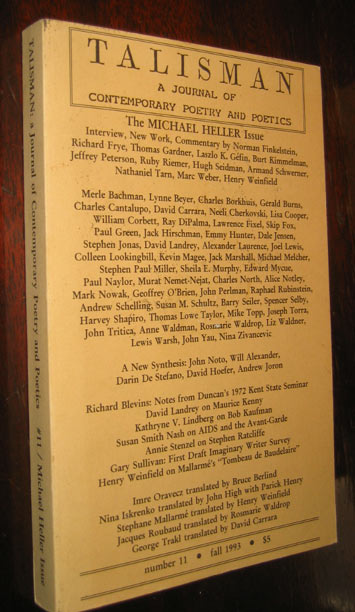 TALISMAN
A JOURNAL OF
CONTEMPORARY POETRY AND POETICS
The MICHAEL HELLER Issue
Interview, New Work, Commentary by Norman Finkelstein,
Richard Frye, Thomas Gardner, Laszlo K. Géfin, Burt Kimmelman,
Jeffrey Peterson, Ruby Riemer, Hugh Seidman, Armand Schwerner,
Nathaniel Tarn, Marc Weber, Henry Weinfield
Merle Bachman, Lynne Beyer, Charles Borkhuis, Gerald Burns,
Charles Cantalupo, David Carrara, Neeli Cherkovski, Lisa Cooper,
William Corbett, Ray DiPalma, Lawrence Fixel, Skip Fox,
Paul Green, Jack Hirschman, Emmy Hunter, Dale Jensen,
Stephen Jonas, David Landrey, Alexander Laurence, Joel Lewis,
Colleen Lookingbill, Kevin Magee, Jack Marshall, Michael Melcher,
Stephen Paul Miller, Sheila E. Murphy, Edward Mycue,
Paul Naylor, Murat Nemet-Nejat, Charles North, Alice Notley,
Mark Nowak, Geoffrey O'Brien, John Perlman, Raphael Rubinstein,
Andrew Schelling, Susan M. Schultz, Barry Seiler, Spencer Selby,
Harvey Shapiro, Thomas Lowe Taylor, Mike Topp, Joseph Torra,
John Tritica, Anne Waldman, Rosmarie Waldrop, Liz Waldner,
Lewis Warsh, John Yau, Nina Zivancevic
A New Synthesis: John Noto, Will Alexander,
Darin De Stefano, David Hoefer, Andrew Joron
Richard Blevins: Notes from Duncan's 1972 Kent State Seminar
David Landrey on Maurice Kenny
Kathryne V. Lindberg on Bob Kaufman
Susan Smith Nash on AIDS and the Avant-Garde
Annie Stenzel on Stephen Ratcliffe
Gary Sullivan: First Draft Imaginary Writer Survey
Henry Weinfield on Mallarmé's "Tombeau de Baudelaire"
Imre Oravecz translated by Bruce Berlind
Nina Iskrenko translated by John High with Patrick Henry
Stephane Mallarmé translated by Henry Weinfield
Jacques Roubaud translated by Rosmarie Waldrop
George Trakl translated by David Carrara
number 11 • fall 1993 • $5
TALISMAN: a Journal of Contemporary Poetry and Poetics #11 / Michael Heller Issue